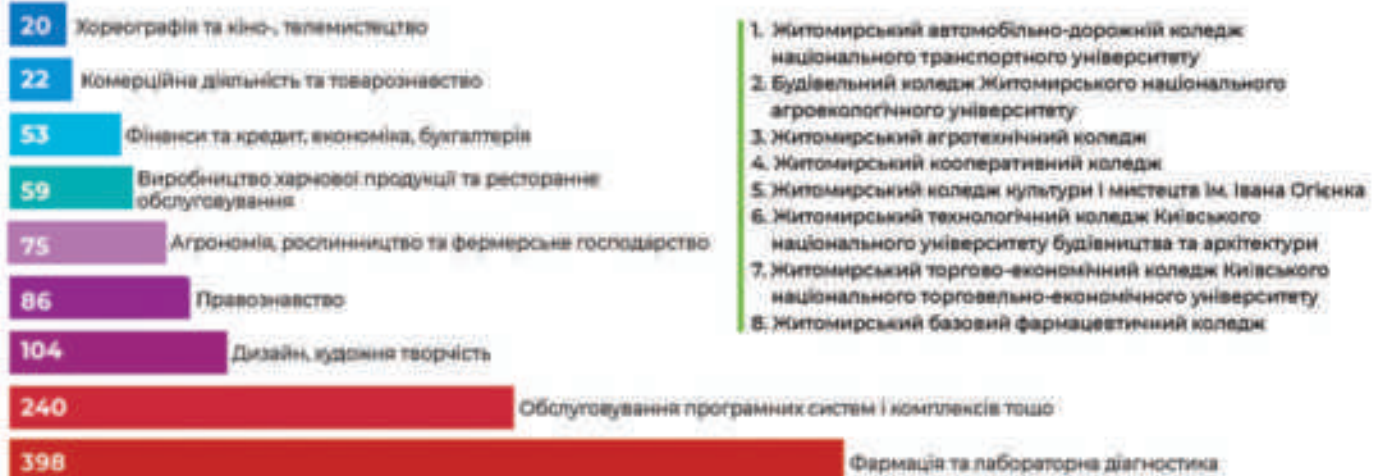 20 Хореографія та кіно-, телемистецтво
22 Комерційна діяльність та товарознавство
53 Фінанси та кредит, економіка, бухгалтерія
59 Виробництво харчової продукції та ресторанне
обслуговування
75 Агрономія, рослинництво та фермерське господарство
86 Правознавство
104 Дизайн, художня творчість
240 Обслуговування програмних систем і комплексів тощо
398 Фармація та лабораторна діагностика
1. Житомирський автомобільно-дорожній коледж
національного транспортного університету
2. Будівельний коледж Житомирського національного
агроекологічного університету
3. Житомирський агротехнічний коледж
4. Житомирський кооперативний коледж
5. Житомирський коледж культури і мистецтв ім. Івана Огієнка
6. Житомирський технологічний коледж Київського
національного університету будівництва та архітектури
7. Житомирський торгово-економічний коледж Київського
національного торговельно-економічного університету
8. Житомирський базовий фармацевтичний коледж